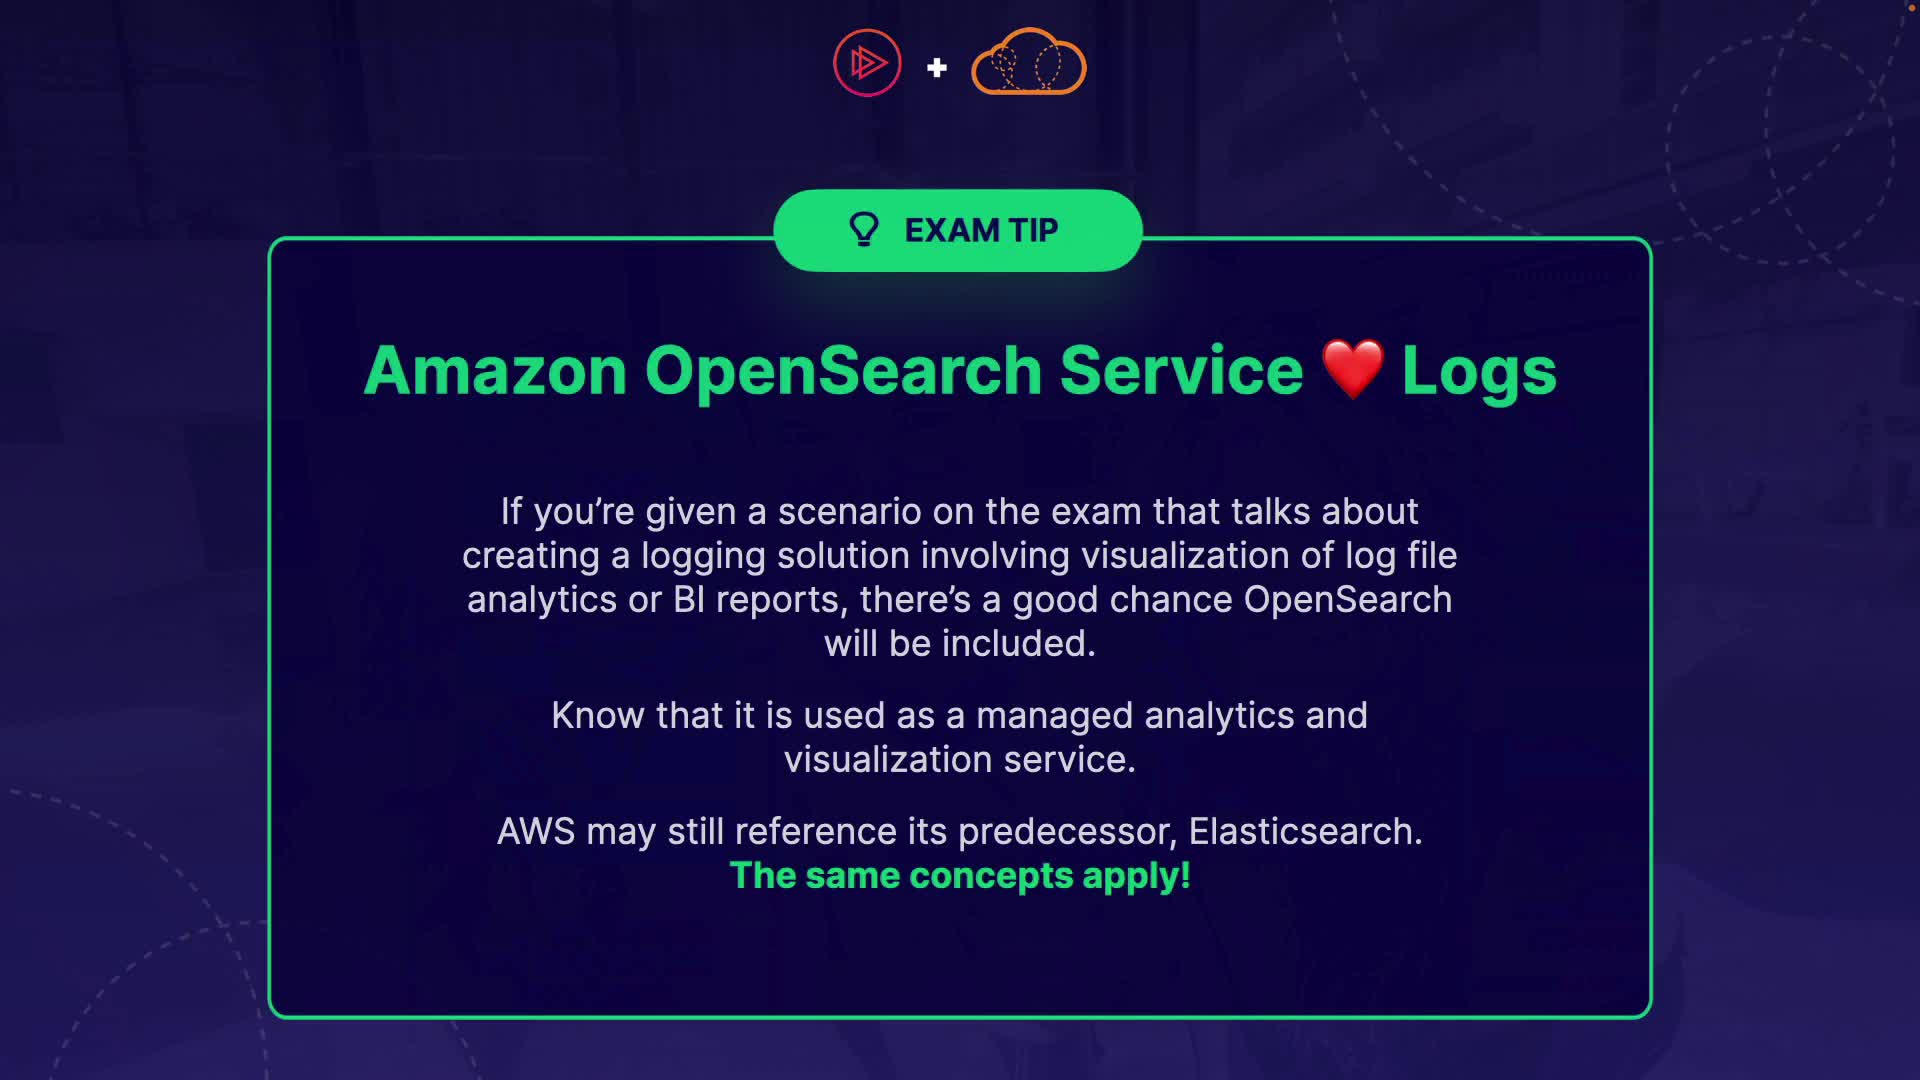 EXAM TIP
Amazon OpenSearch Service ❤️ Logs
If you’re given a scenario on the exam that talks about
creating a logging solution involving visualization of log file
analytics or BI reports, there’s a good chance OpenSearch
will be included.
Know that it is used as a managed analytics and
visualization service.
AWS may still reference its predecessor, Elasticsearch.
The same concepts apply!